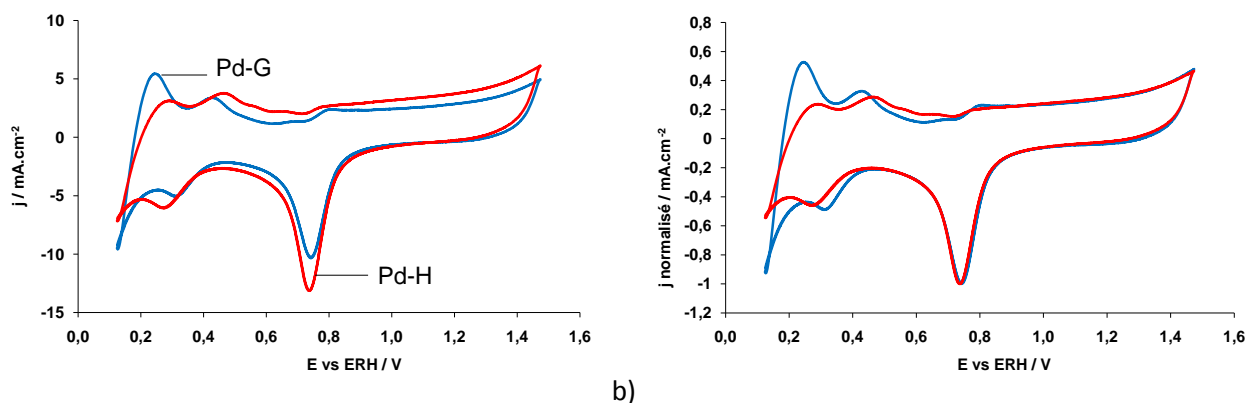 10
5
0
-5
-10
-15
j / mA.cm-2
Pd-G
Pd-H
0,0 0,2 0,4 0,6 0,8 1,0 1,2 1,4 1,6
E vs ERH / V
0,8
0,6
0,4
0,2
0
-0,2
-0,4
-0,6
-0,8
-1
-1,2
j normalisé / mA.cm-2
0,0 0,2 0,4 0,6 0,8 1,0 1,2 1,4 1,6
E vs ERH / V
b)